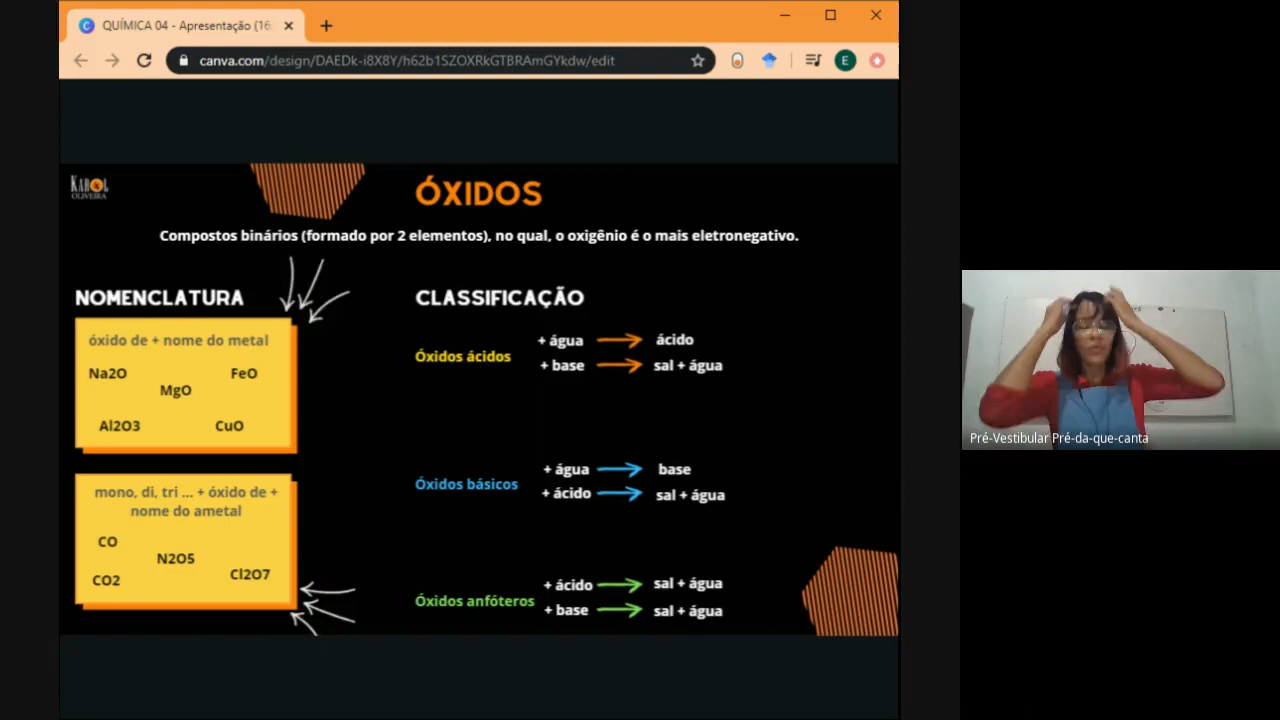 QUÍMICA 04 - Apresentação (16:
canva.com/design/DAEDk-i8X8Y/h62b1SZOXRkGTBRAmGYkdw/edit
E
KAROL
OLIVEIRA
ÓXIDOS
Compostos binários (formado por 2 elementos), no qual, o oxigênio é o mais eletronegativo.
NOMENCLATURA
óxido de + nome do metal
Na2O
FeO
MgO
Al2O3
CuO
mono, di, tri ... + óxido de +
nome do ametal
CO
N2O5
CO2
Cl2O7
CLASSIFICAÇÃO
Óxidos ácidos
+ água
ácido
+ base
sal + água
Óxidos básicos
+ água
base
+ ácido
sal + água
Óxidos anfóteros
+ ácido
sal + água
+ base
sal + água
Pré-Vestibular Pré-da-que-canta